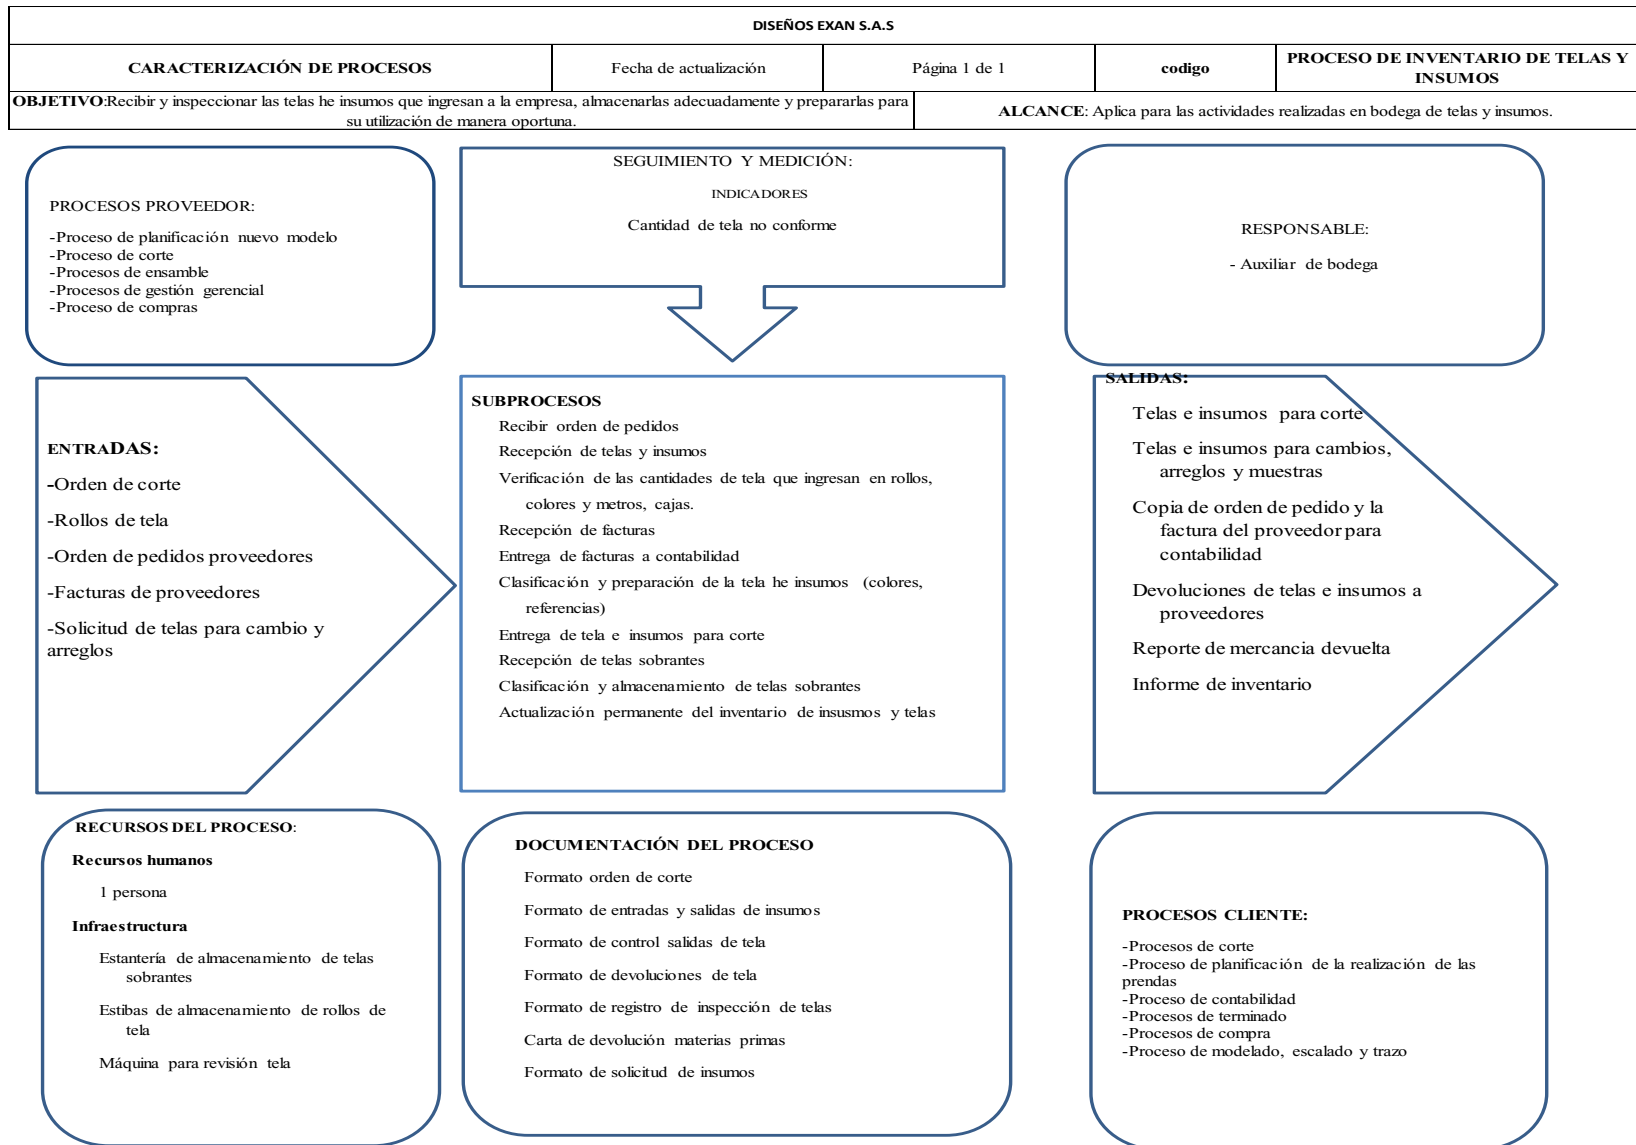 DISEÑOS EXAN S.A.S
CARACTERIZACIÓN DE PROCESOS
Fecha de actualización
Página 1 de 1
codigo
PROCESO DE INVENTARIO DE TELAS Y
INSUMOS
OBJETIVO:Recibir y inspeccionar las telas he insumos que ingresan a la empresa, almacenarlas adecuadamente y prepararlas para
su utilización de manera oportuna.
ALCANCE: Aplica para las actividades realizadas en bodega de telas y insumos.
PROCESOS PROVEEDOR:
-Proceso de planificación nuevo modelo
-Proceso de corte
-Procesos de ensamble
-Procesos de gestión gerencial
-Proceso de compras
SEGUIMIENTO Y MEDICIÓN:
INDICADORES
Cantidad de tela no conforme
RESPONSABLE:
- Auxiliar de bodega
ENTRADAS:
-Orden de corte
-Rollos de tela
-Orden de pedidos proveedores
-Facturas de proveedores
-Solicitud de telas para cambio y
arreglos
SUBPROCESOS
Recibir orden de pedidos
Recepción de telas y insumos
Verificación de las cantidades de tela que ingresan en rollos,
colores y metros, cajas.
Recepción de facturas
Entrega de facturas a contabilidad
Clasificación y preparación de la tela he insumos (colores,
referencias)
Entrega de tela e insumos para corte
Recepción de telas sobrantes
Clasificación y almacenamiento de telas sobrantes
Actualización permanente del inventario de insusmos y telas
SALIDAS:
Telas e insumos para corte
Telas e insumos para cambios,
arreglos y muestras
Copia de orden de pedido y la
factura del proveedor para
contabilidad
Devoluciones de telas e insumos a
proveedores
Reporte de mercancia devuelta
Informe de inventario
RECURSOS DEL PROCESO:
Recursos humanos
1 persona
Infraestructura
Estantería de almacenamiento de telas
sobrantes
Estibas de almacenamiento de rollos de
tela
Máquina para revisión tela
DOCUMENTACIÓN DEL PROCESO
Formato orden de corte
Formato de entradas y salidas de insumos
Formato de control salidas de tela
Formato de devoluciones de tela
Formato de registro de inspección de telas
Carta de devolución materias primas
Formato de solicitud de insumos
PROCESOS CLIENTE:
-Procesos de corte
-Proceso de planificación de la realización de las
prendas
-Proceso de contabilidad
-Procesos de terminado
-Procesos de compra
-Proceso de modelado, escalado y trazo